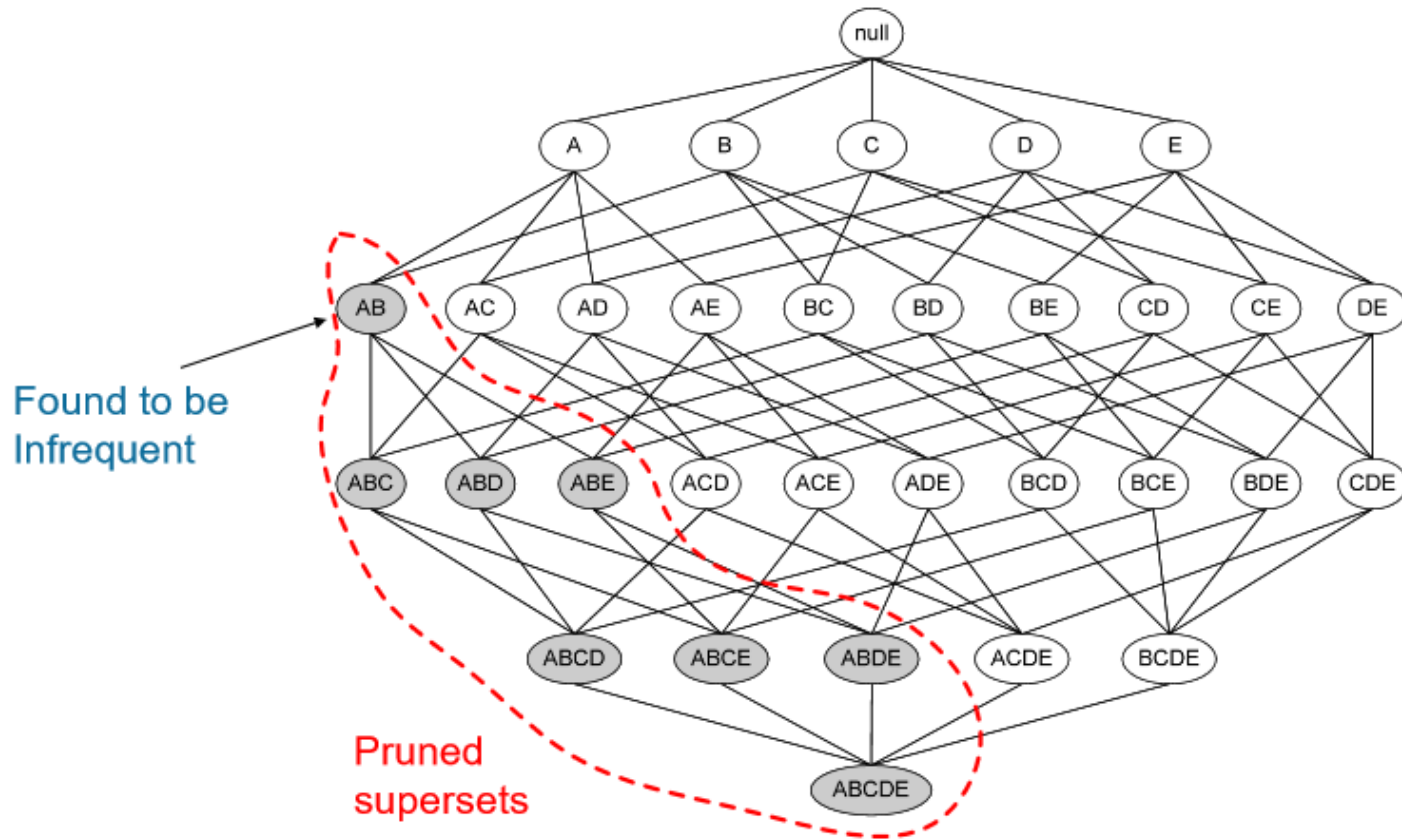 null
A B C D E
AB AC AD AE BC BD BE CD CE DE
Found to be
Infrequent
ABC ABD ABE ACD ACE ADE BCD BCE BDE CDE
ABCD ABCE ABDE ACDE BCDE
Pruned
supersets
ABCDE